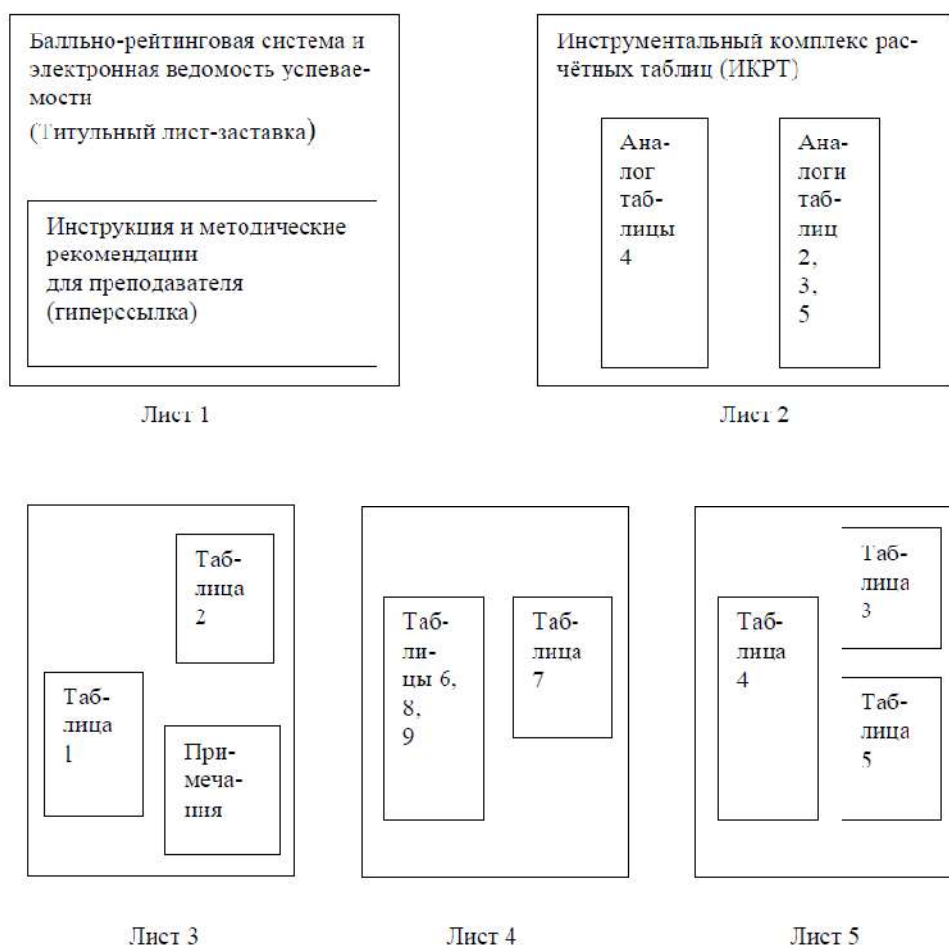 Балльно-рейтинговая система и
электронная ведомость успевае-
мости
(Титульный лист-заставка)
Инструкция и методические
рекомендации
для преподавателя
(гиперссылка)
Лист 1
Инструментальный комплекс рас-
чётных таблиц (ИКРТ)
Ана-
лог
таб-
лицы
4
Ана-
логи
таб-
лиц
2,
3,
5
Лист 2
Таб-
лица
2
Таб-
лица
1
При-
меча-
ния
Лист 3
Таб-
ли-
цы 6,
8,
9
Таб-
лица
7
Лист 4
Таб-
лица
3
Таб-
лица
4
Таб-
лица
5
Лист 5